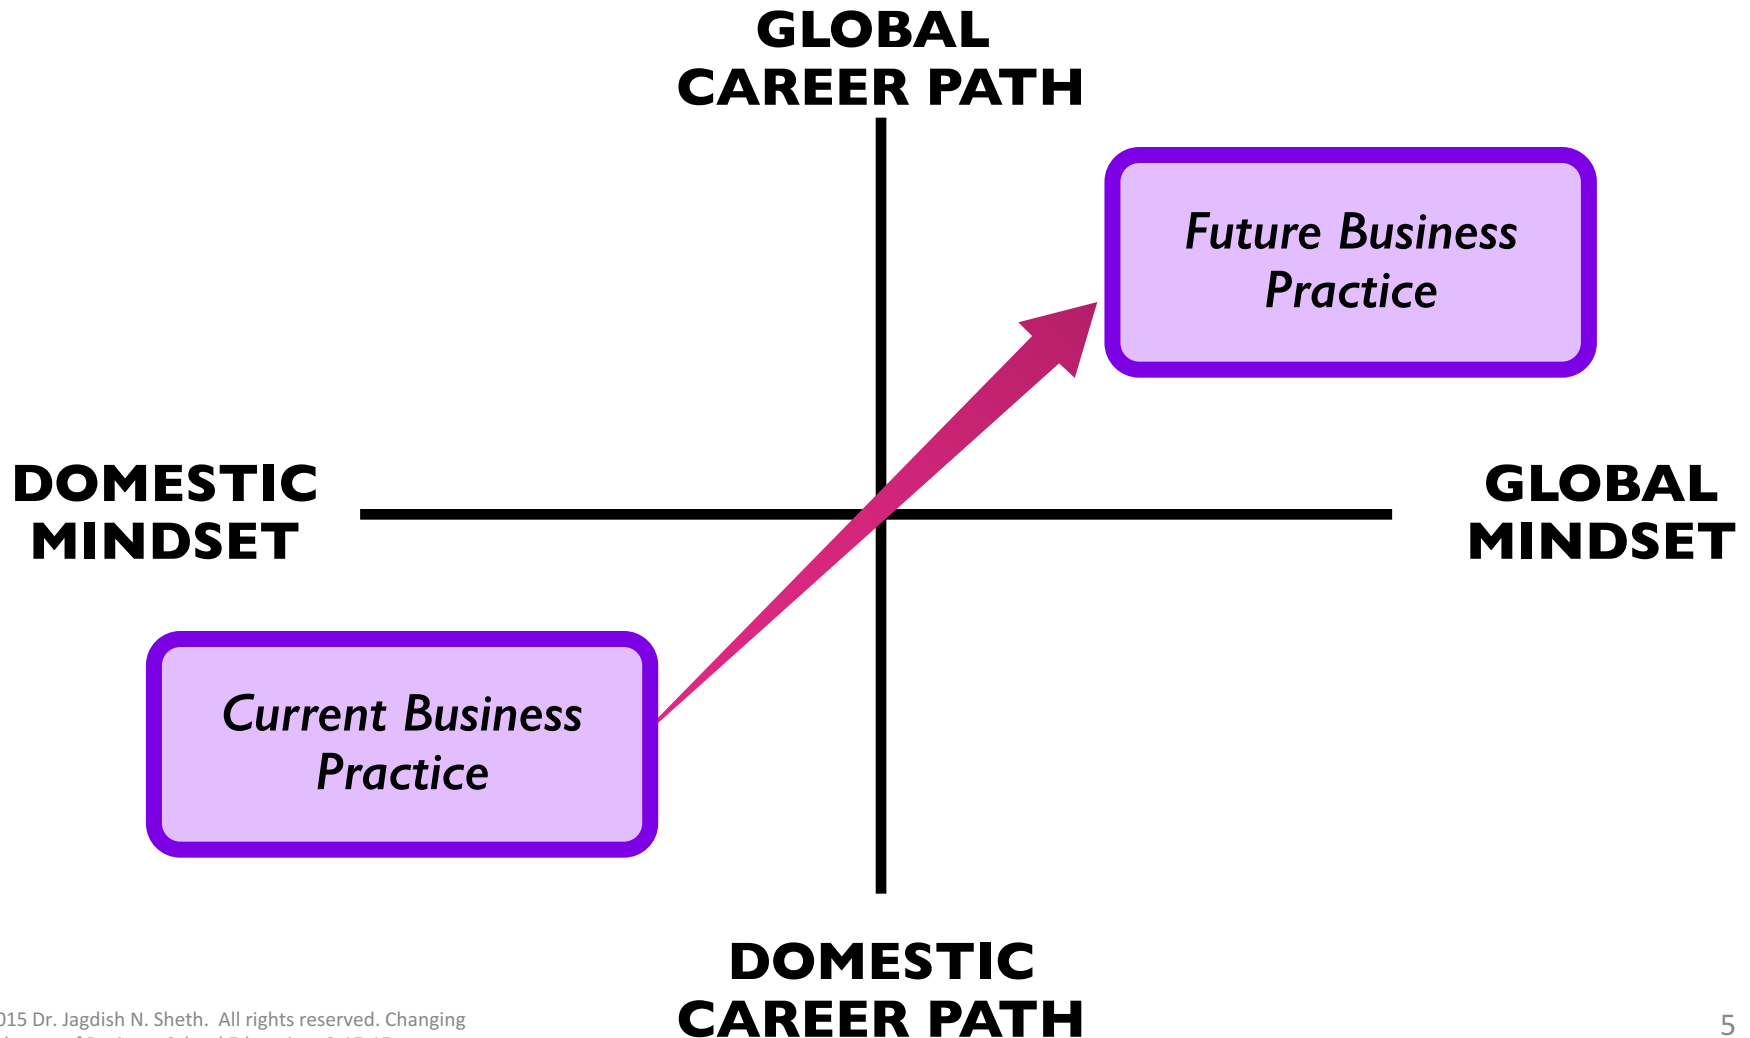 GLOBAL
CAREER PATH
Future Business
Practice
DOMESTIC
MINDSET
GLOBAL
MINDSET
Current Business
Practice
DOMESTIC
CAREER PATH
015 Dr. Jagdish N. Sheth. All rights reserved. Changing
5